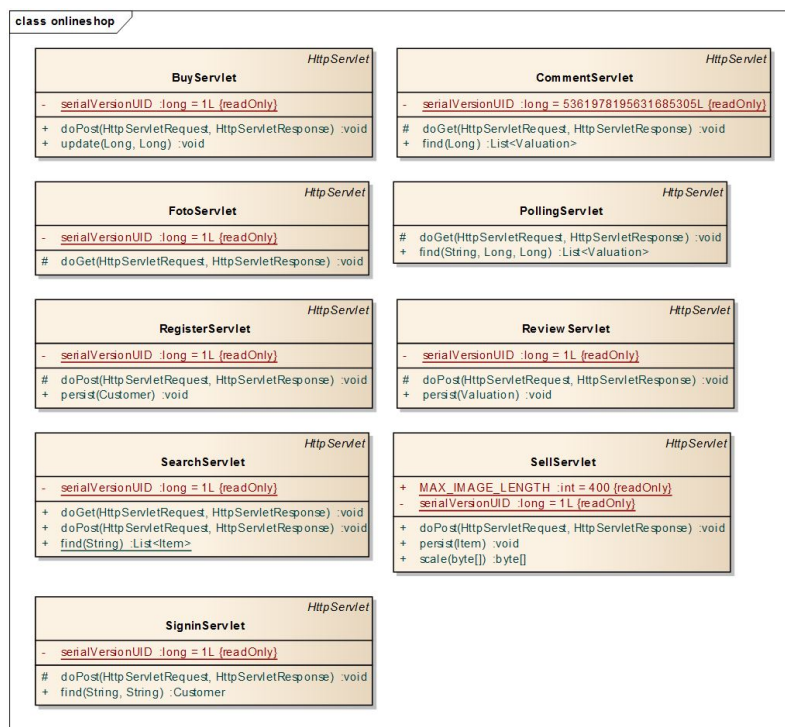 class onlineshop
HttpServlet
BuyServlet
- serialVersionUID :long = 1L {readOnly}
+ doPost(HttpServletRequest, HttpServletResponse) :void
+ update(Long, Long) :void
HttpServlet
CommentServlet
- serialVersionUID :long = 5361978195631685305L {readOnly}
# doGet(HttpServletRequest, HttpServletResponse) :void
+ find(Long) :List<Valuation>
HttpServlet
FotoServlet
- serialVersionUID :long = 1L {readOnly}
# doGet(HttpServletRequest, HttpServletResponse) :void
HttpServlet
PollingServlet
# doGet(HttpServletRequest, HttpServletResponse) :void
+ find(String, Long, Long) :List<Valuation>
HttpServlet
RegisterServlet
- serialVersionUID :long = 1L {readOnly}
# doPost(HttpServletRequest, HttpServletResponse) :void
+ persist(Customer) :void
HttpServlet
ReviewServlet
- serialVersionUID :long = 1L {readOnly}
# doPost(HttpServletRequest, HttpServletResponse) :void
+ persist(Valuation) :void
HttpServlet
SearchServlet
- serialVersionUID :long = 1L {readOnly}
+ doGet(HttpServletRequest, HttpServletResponse) :void
+ doPost(HttpServletRequest, HttpServletResponse) :void
+ find(String) :List<Item>
HttpServlet
SellServlet
+ MAX_IMAGE_LENGTH :int = 400 {readOnly}
- serialVersionUID :long = 1L {readOnly}
+ doPost(HttpServletRequest, HttpServletResponse) :void
+ persist(Item) :void
+ scale(byte[]) :byte[]
HttpServlet
SigninServlet
- serialVersionUID :long = 1L {readOnly}
# doPost(HttpServletRequest, HttpServletResponse) :void
+ find(String, String) :Customer